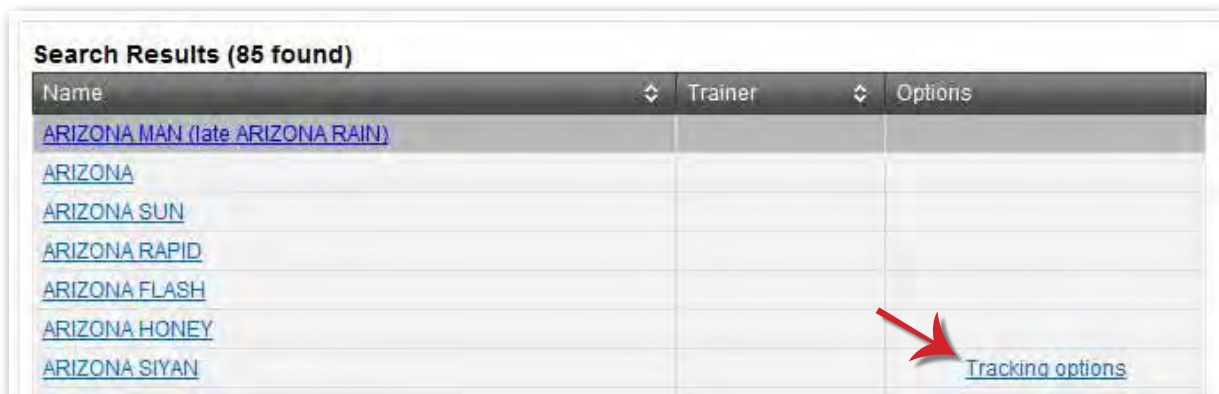 Search Results (85 found)
Name Trainer Options
ARIZONA MAN (late ARIZONA RAIN)
ARIZONA
ARIZONA SUN
ARIZONA RAPID
ARIZONA FLASH
ARIZONA HONEY
ARIZONA SIYAN Tracking options